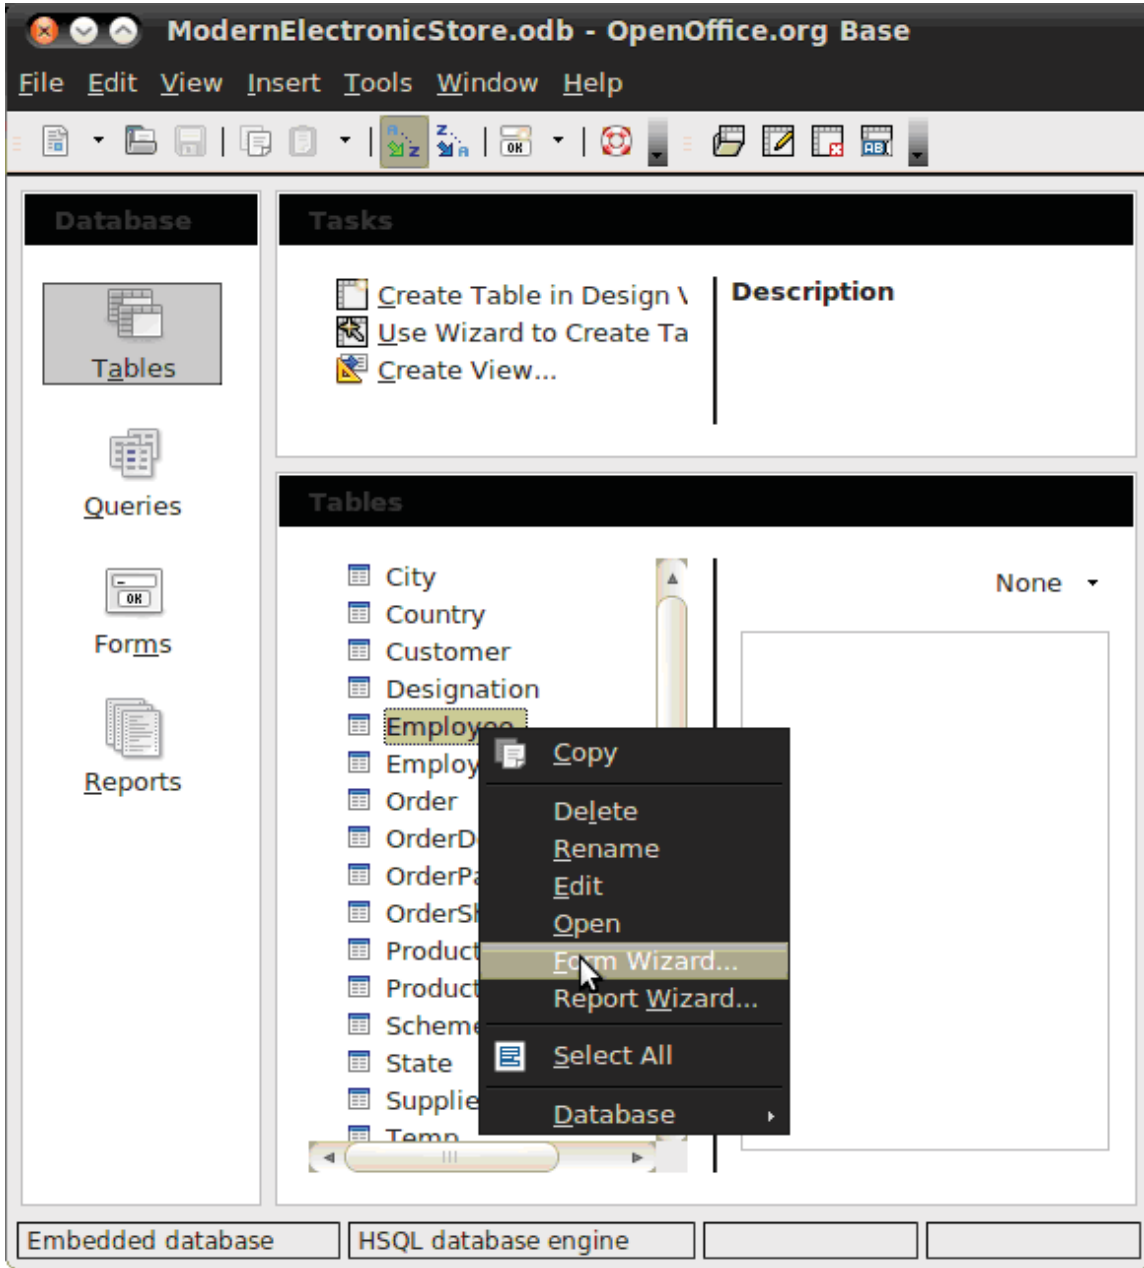 ModernElectronicStore.odb - OpenOffice.org Base
File Edit View Insert Tools Window Help
Database
Tasks
Create Table in Design
Use Wizard to Create Ta
Create View...
Description
Tables
Queries
Forms
Reports
Tables
City
Country
Customer
Designation
Employee
Employ
Order
OrderD
OrderPa
OrderSh
Product
Product
Scheme
State
Supplie
Temp
None
Copy
Delete
Rename
Edit
Open
Form Wizard...
Report Wizard...
Select All
Database
Embedded database
HSQL database engine